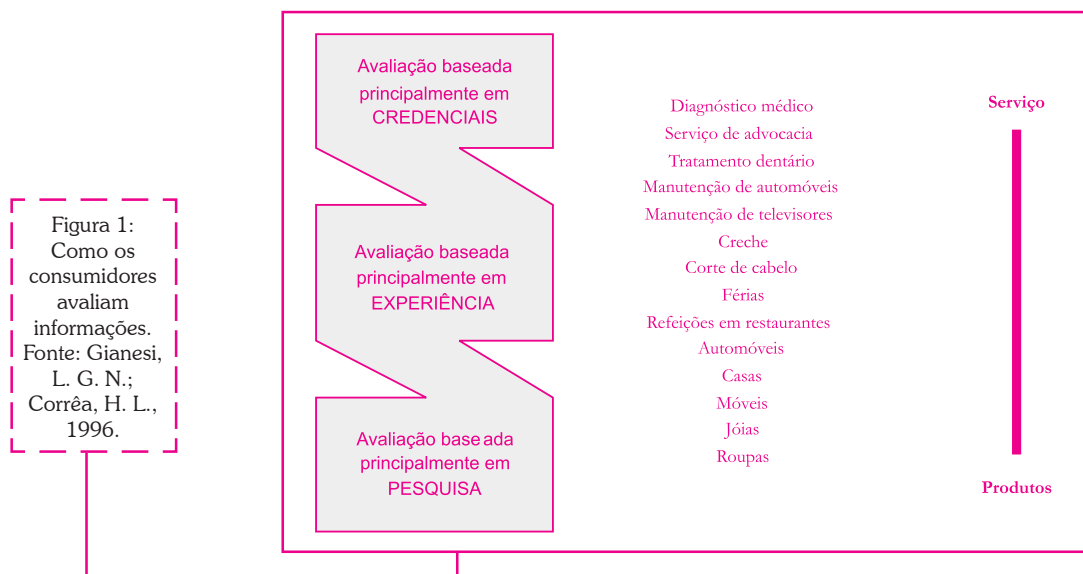 Figura 1:
Como os
consumidores
avaliam
informações.
Fonte: Gianesi,
L. G. N.;
Corrêa, H. L.,
1996.
Avaliação baseada
principalmente em
CREDENCIAIS
Avaliação baseada
principalmente em
EXPERIÊNCIA
Avaliação baseada
principalmente em
PESQUISA
Diagnóstico médico
Serviço de advocacia
Tratamento dentário
Manutenção de automóveis
Manutenção de televisores
Creche
Corte de cabelo
Férias
Refeições em restaurantes
Automóveis
Casas
Móveis
Jóias
Roupas
Serviço
Produtos